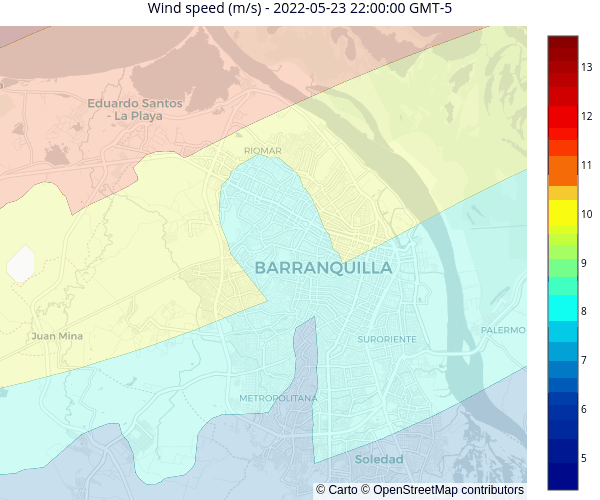 Wind speed (m/s) - 2022-05-23 22:00:00 GMT-5
Eduardo Santos
- La Playa
RIOMAR
BARRANQUILLA
Juan Mina
SURORIENTE
PALERMO
METROPOLITANA
Soledad
© Carto © OpenStreetMap contributors
13
12
11
10
9
8
7
6
5